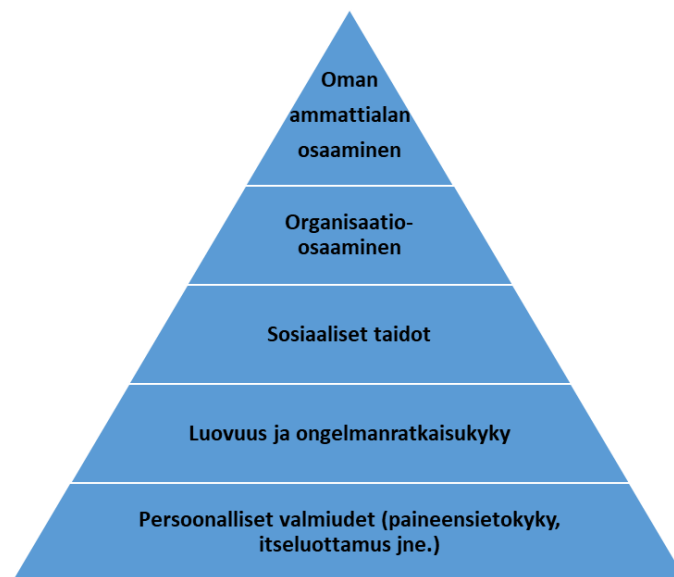 Oman
ammattialan
osaaminen
Organisaatio-
osaaminen
Sosiaaliset taidot
Luovuus ja ongelmanratkaisukyky
Persoonalliset valmiudet (paineensietokyky,
itseluottamus jne.)